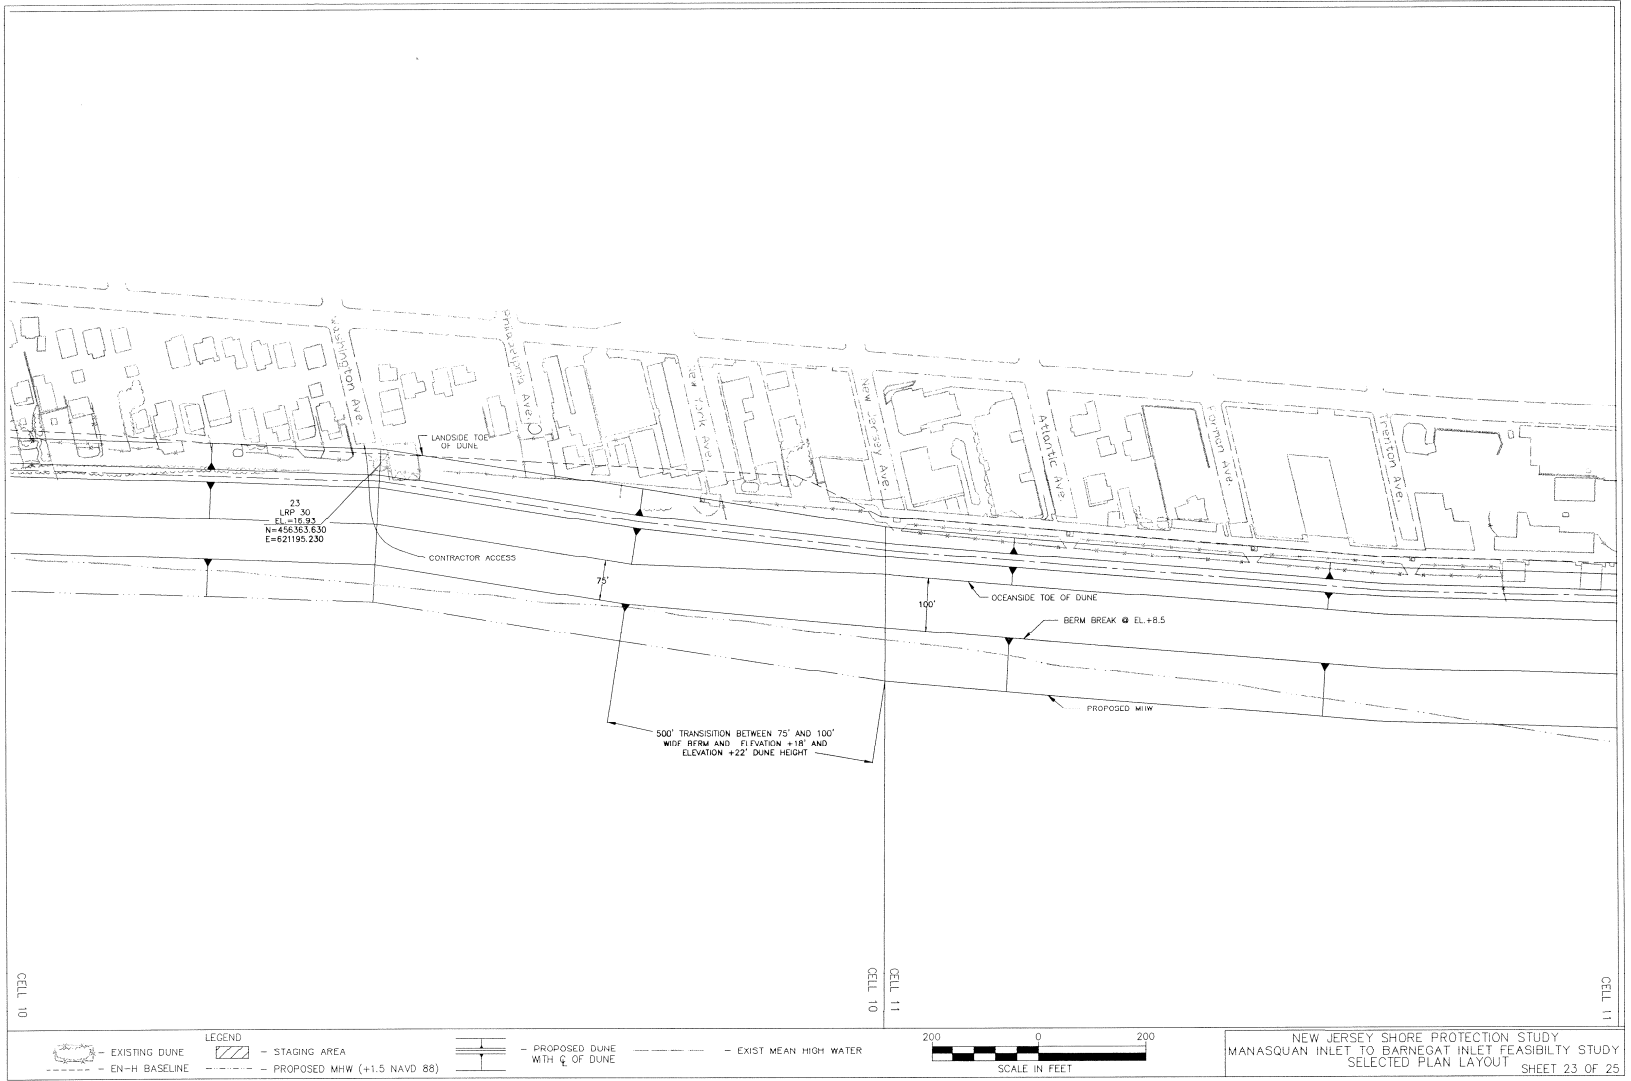 Washington Ave.
Philadelphia Ave.
New York Ave.
New Jersey Ave.
Atlantic Ave.
Forman Ave.
Trenton Ave.
LANDSIDE TOE
OF DUNE
23
LRP 30
EL.=16.93
N=456363.630
E=621195.230
CONTRACTOR ACCESS
75'
100'
OCEANSIDE TOE OF DUNE
BERM BREAK @ EL.+8.5
PROPOSED MHW
500' TRANSISTION BETWEEN 75' AND 100'
WIDE BERM AND ELEVATION +18' AND
ELEVATION +22' DUNE HEIGHT
CELL 10
CELL 10
CELL 11
CELL 11
LEGEND
- EXISTING DUNE
- STAGING AREA
- EN-H BASELINE
- PROPOSED MHW (+1.5 NAVD 88)
- PROPOSED DUNE
WITH ℄ OF DUNE
- EXIST MEAN HIGH WATER
200 0 200
SCALE IN FEET
NEW JERSEY SHORE PROTECTION STUDY
MANASQUAN INLET TO BARNEGAT INLET FEASIBILTY STUDY
SELECTED PLAN LAYOUT
SHEET 23 OF 25